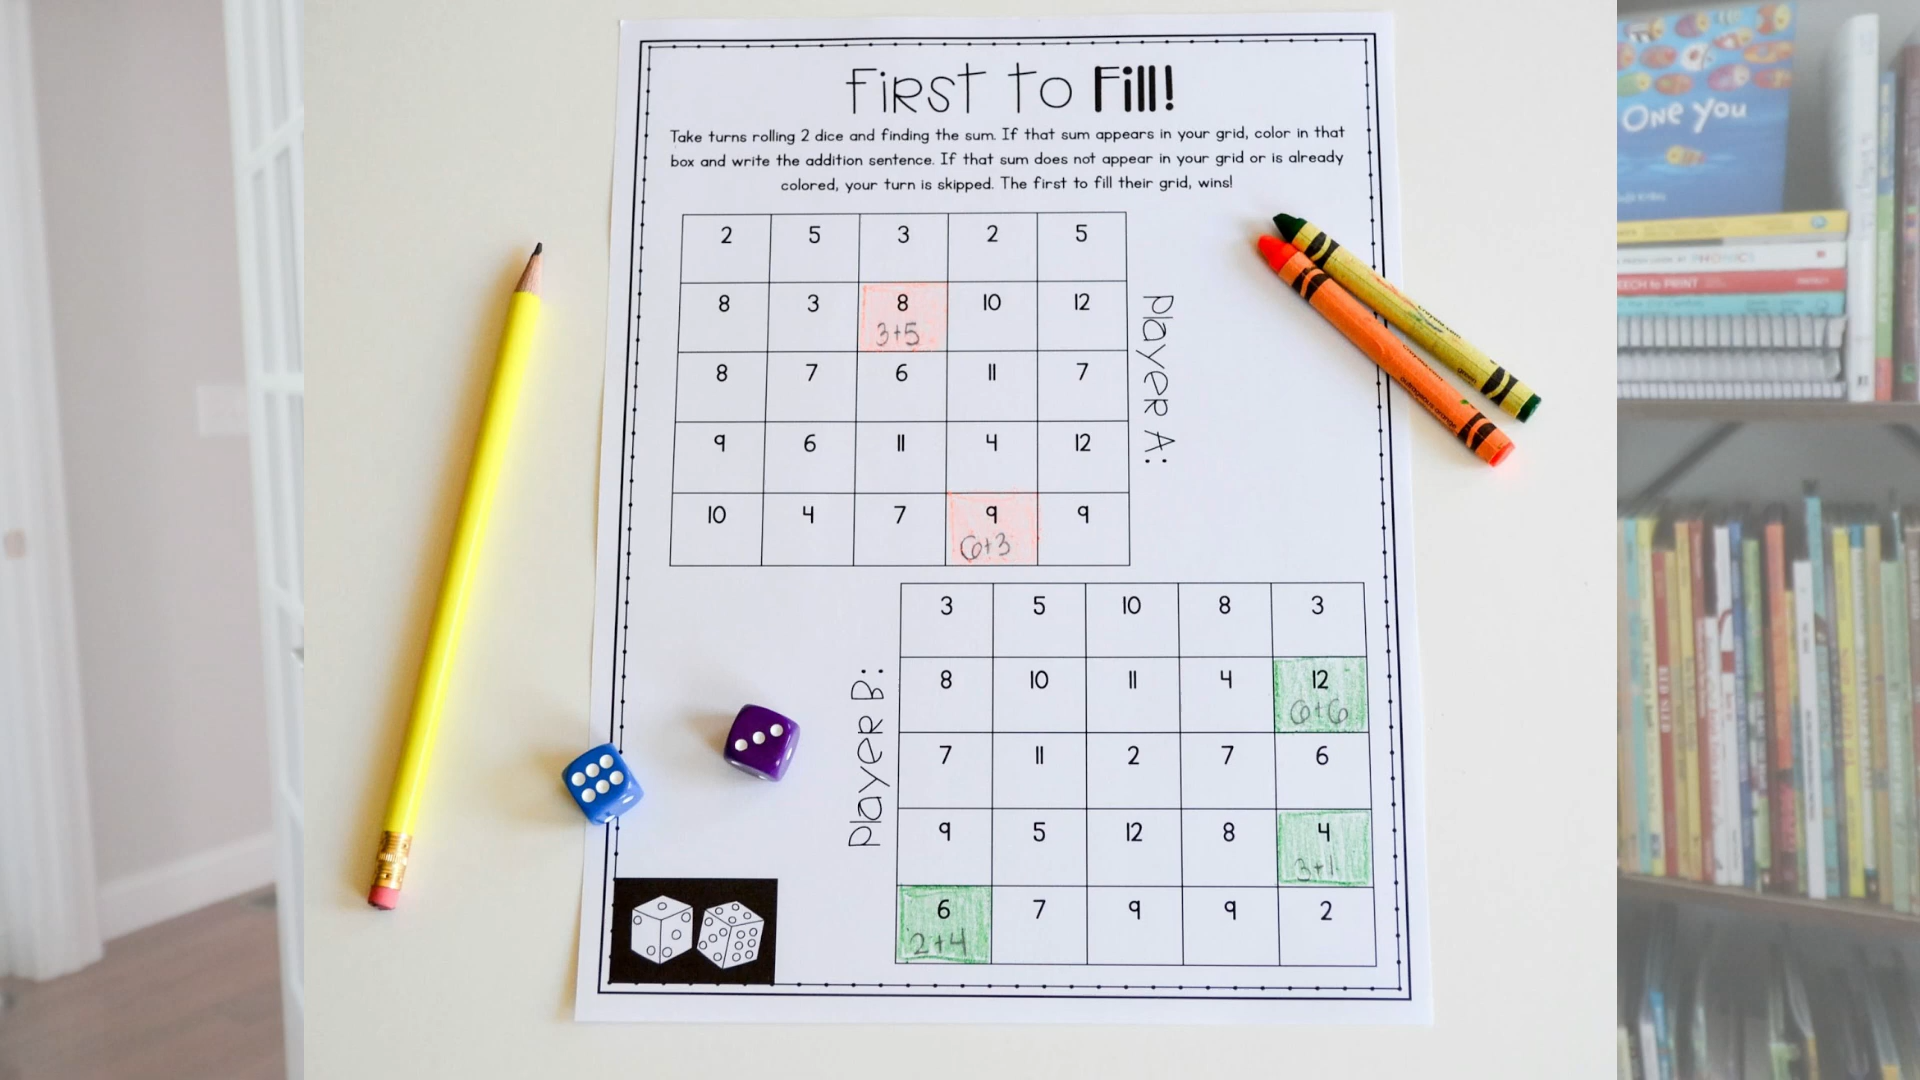 First to Fill!
Take turns rolling 2 dice and finding the sum. If that sum appears in your grid, color in that
box and write the addition sentence. If that sum does not appear in your grid or is already
colored, your turn is skipped. The first to fill their grid, wins!
2 5 3 2 5
8 3 8 10 12
3+5
8 7 6 11 7
9 6 11 4 12
10 4 7 9 9
6+3
Player A:
Player B:
3 5 10 8 3
8 10 11 4 12
6+6
7 11 2 7 6
9 5 12 8 4
3+1
6 7 9 9 2
2+4
green
One You
PHONICS
SPEECH to PRINT